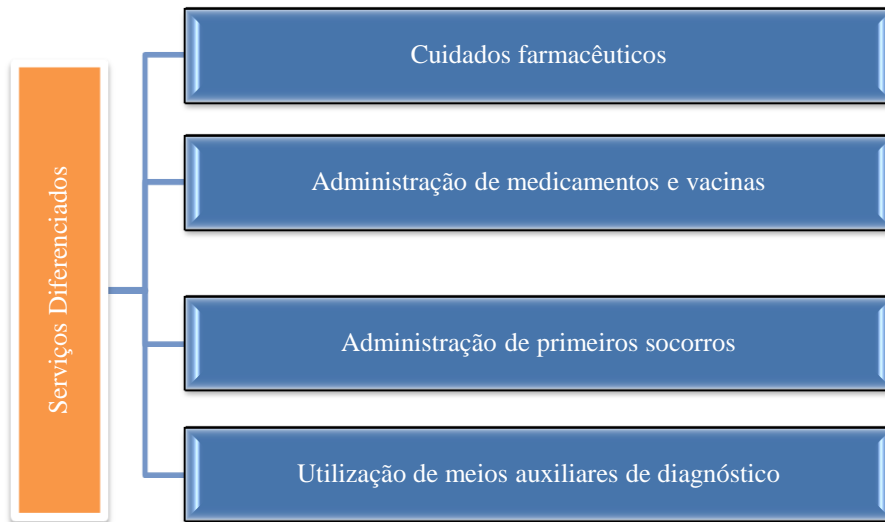 Serviços Diferenciados
Cuidados farmacêuticos
Administração de medicamentos e vacinas
Administração de primeiros socorros
Utilização de meios auxiliares de diagnóstico